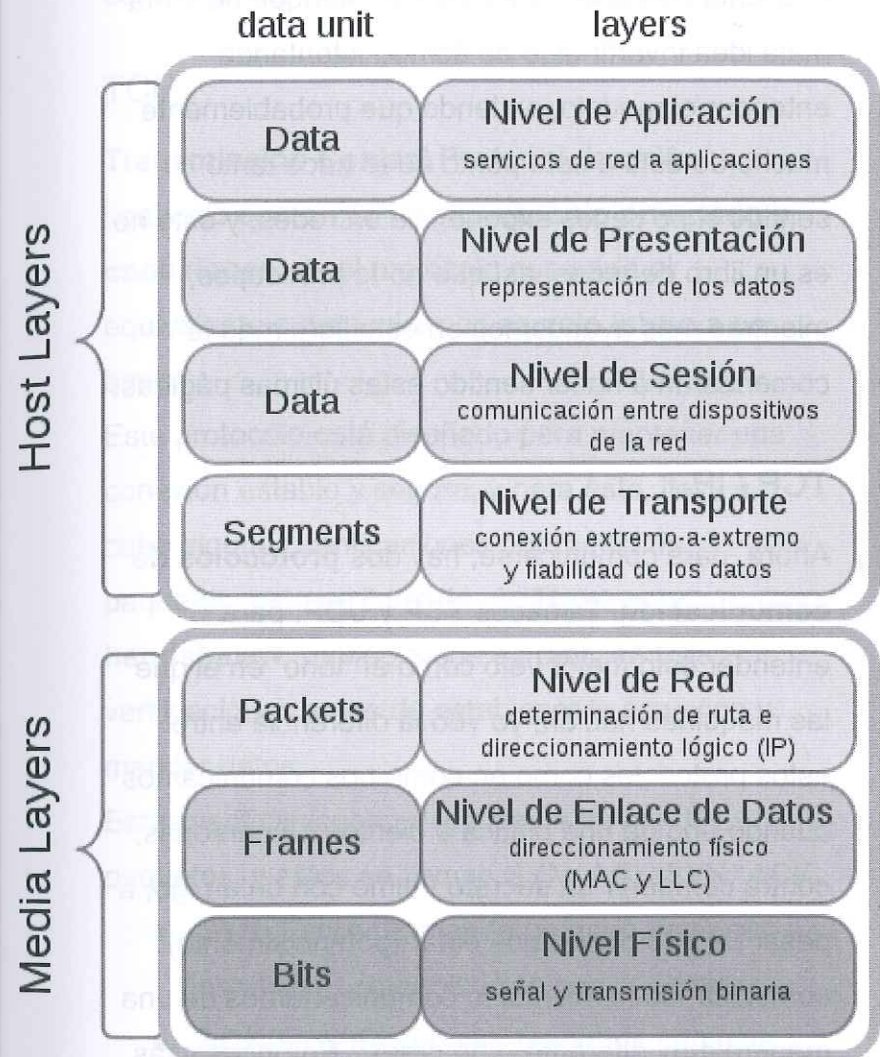 data unit
layers
Host Layers
Data
Nivel de Aplicación
servicios de red a aplicaciones
Data
Nivel de Presentación
representación de los datos
Data
Nivel de Sesión
comunicación entre dispositivos
de la red
Segments
Nivel de Transporte
conexión extremo-a-extremo
y fiabilidad de los datos
Media Layers
Packets
Nivel de Red
determinación de ruta e
direccionamiento lógico (IP)
Frames
Nivel de Enlace de Datos
direccionamiento físico
(MAC y LLC)
Bits
Nivel Físico
señal y transmisión binaria